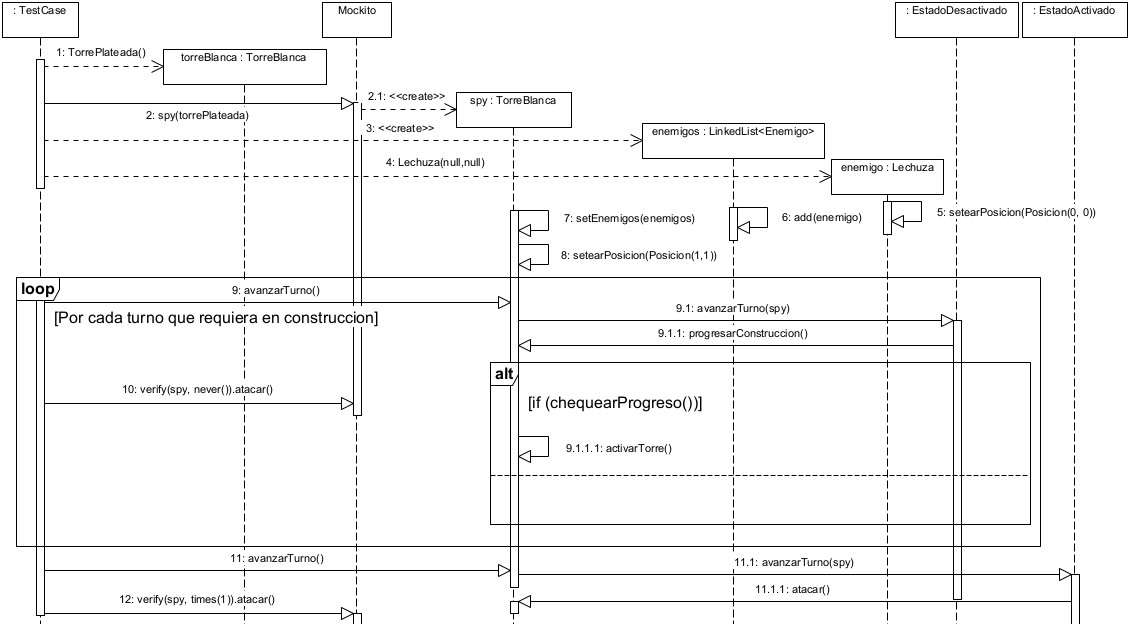 : TestCase
Mockito
: EstadoDesactivado
: EstadoActivado
1: TorrePlateada()
torreBlanca : TorreBlanca
2.1: <<create>>
spy : TorreBlanca
2: spy(torrePlateada)
3: <<create>>
enemigos : LinkedList<Enemigo>
4: Lechuza(null,null)
enemigo : Lechuza
5: setearPosicion(Posicion(0, 0))
6: add(enemigo)
7: setEnemigos(enemigos)
8: setearPosicion(Posicion(1,1))
loop
9: avanzarTurno()
[Por cada turno que requiera en construccion]
9.1: avanzarTurno(spy)
9.1.1: progresarConstruccion()
alt
10: verify(spy, never()).atacar()
[if (chequearProgreso())]
9.1.1.1: activarTorre()
11: avanzarTurno()
11.1: avanzarTurno(spy)
11.1.1: atacar()
12: verify(spy, times(1)).atacar()